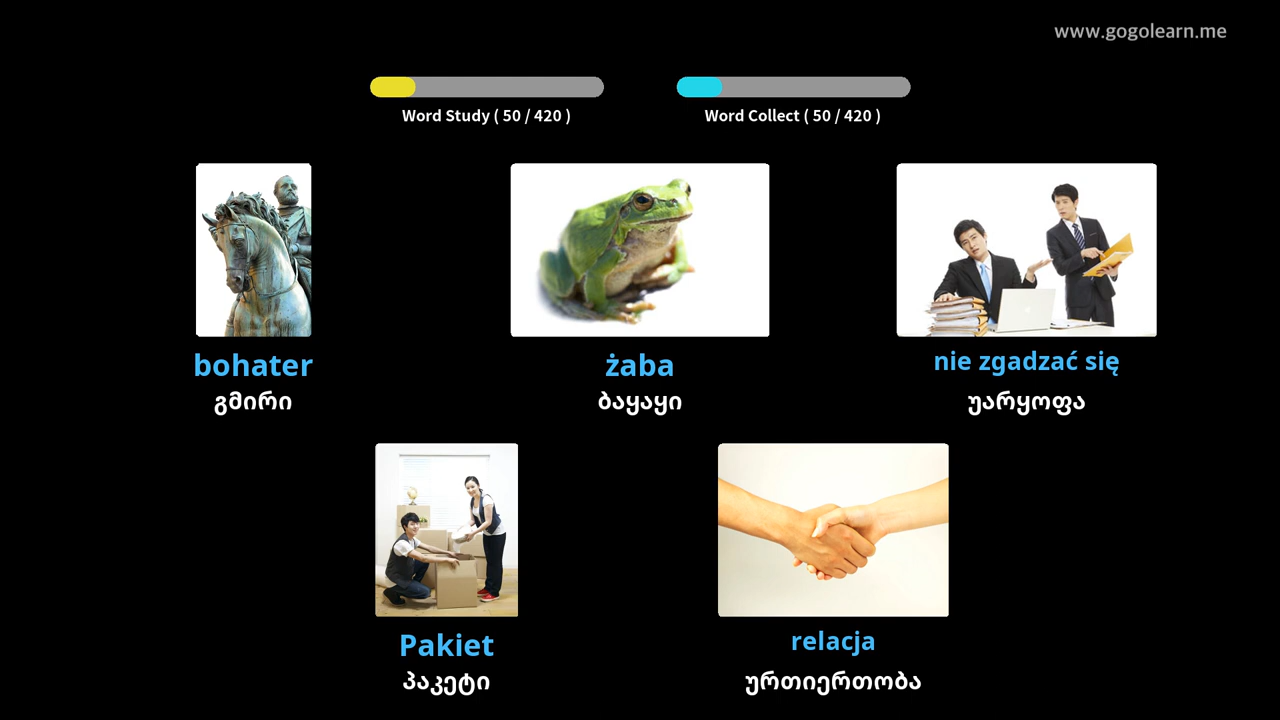 www.gogolearn.me
Word Study ( 50 / 420 )
Word Collect ( 50 / 420 )
bohater
გმირი
żaba
ბაყაყი
nie zgadzać się
უარყოფა
Pakiet
პაკეტი
relacja
ურთიერთობა